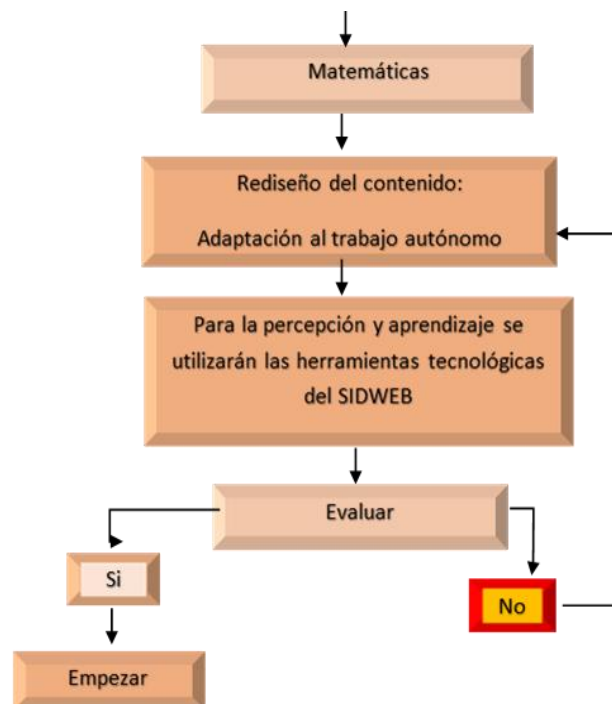 Matemáticas
Rediseño del contenido:
Adaptación al trabajo autónomo
Para la percepción y aprendizaje se
utilizarán las herramientas tecnológicas
del SIDWEB
Evaluar
Si
No
Empezar